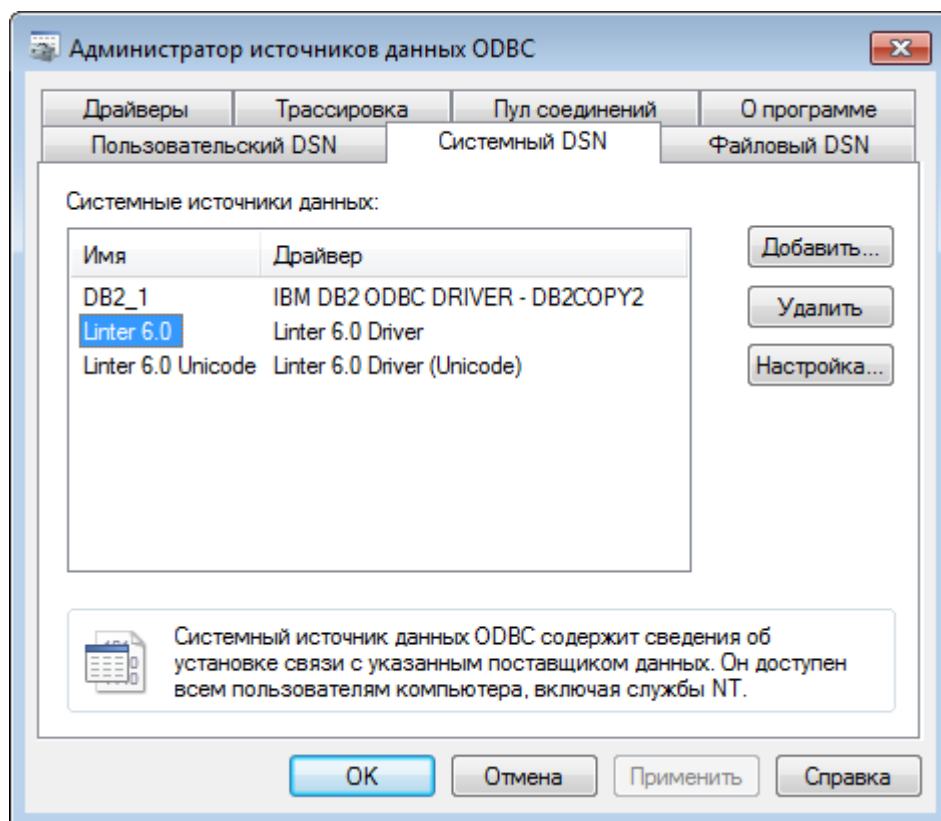 Администратор источников данных ODBC
Драйверы Трассировка Пул соединений О программе
Пользовательский DSN Системный DSN Файловый DSN
Системные источники данных:
Имя Драйвер
DB2_1 IBM DB2 ODBC DRIVER - DB2COPY2
Linter 6.0 Linter 6.0 Driver
Linter 6.0 Unicode Linter 6.0 Driver (Unicode)
Добавить...
Удалить
Настройка...
Системный источник данных ODBC содержит сведения об
установке связи с указанным поставщиком данных. Он доступен
всем пользователям компьютера, включая службы NT.
OK Отмена Применить Справка